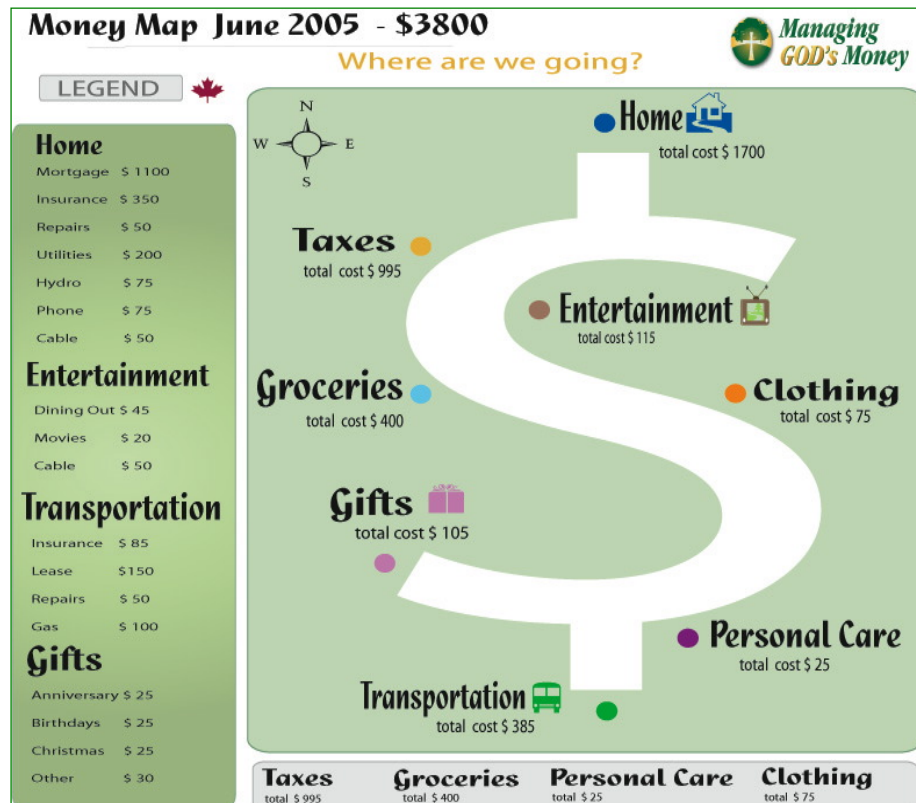 Money Map June 2005 - $3800
Managing
GOD's Money
Where are we going?
LEGEND
Home
Mortgage $ 1100
Insurance $ 350
Repairs $ 50
Utilities $ 200
Hydro $ 75
Phone $ 75
Cable $ 50
Entertainment
Dining Out $ 45
Movies $ 20
Cable $ 50
Transportation
Insurance $ 85
Lease $150
Repairs $ 50
Gas $ 100
Gifts
Anniversary $ 25
Birthdays $ 25
Christmas $ 25
Other $ 30
N
W E
S
Home
total cost $ 1700
Taxes
total cost $ 995
Entertainment
total cost $ 115
Groceries
total cost $ 400
Clothing
total cost $ 75
Gifts
total cost $ 105
Personal Care
total cost $ 25
Transportation
total cost $ 385
Taxes Groceries Personal Care Clothing
total $ 995 total $ 400 total $ 25 total $ 75